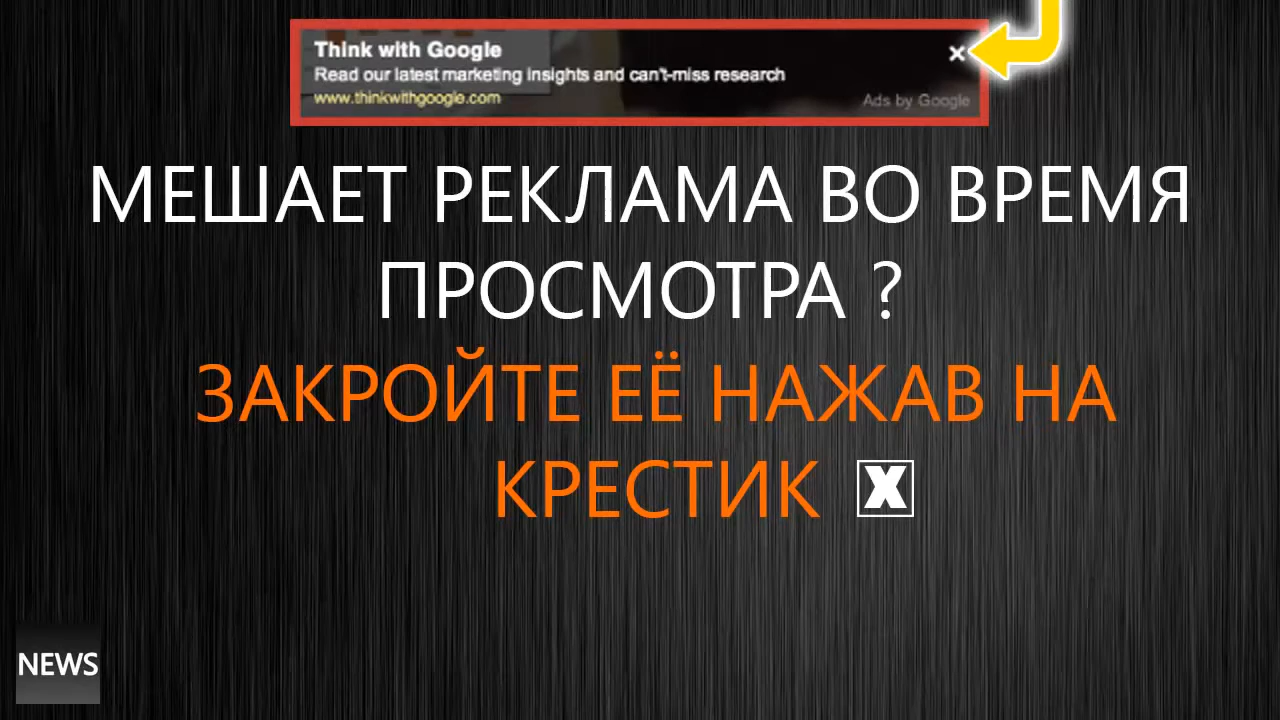 Think with Google
Read our latest marketing insights and can't-miss research
www.thinkwithgoogle.com
Ads by Google
МЕШАЕТ РЕКЛАМА ВО ВРЕМЯ
ПРОСМОТРА ?
ЗАКРОЙТЕ ЕЁ НАЖАВ НА
КРЕСТИК X
NEWS